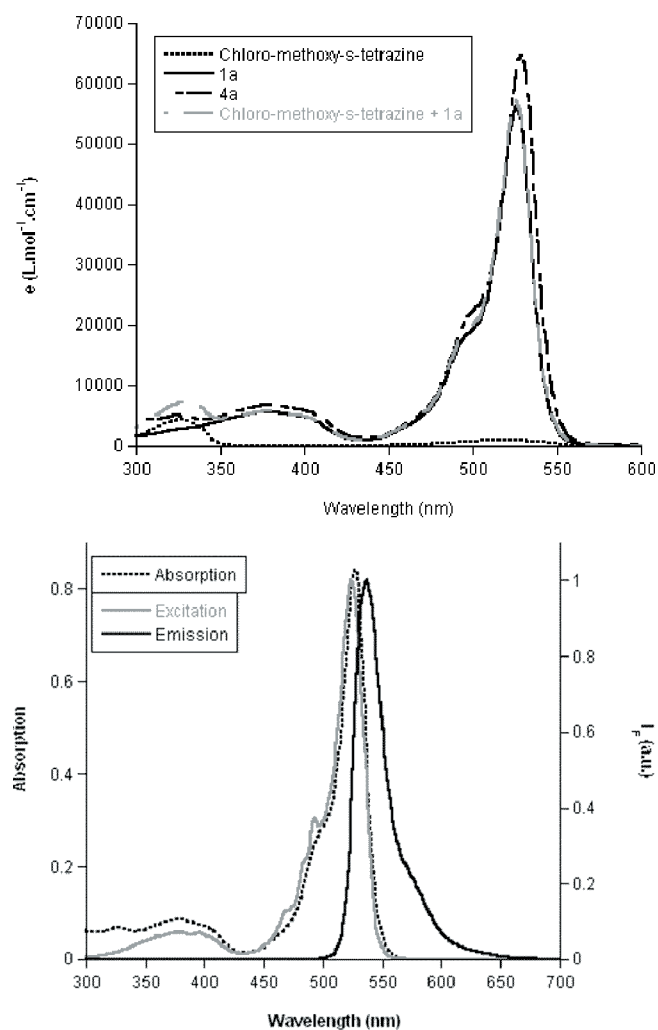 70000
60000
50000
40000
30000
20000
10000
0
e (L.mol⁻¹.cm⁻¹)
Chloro-methoxy-s-tetrazine
1a
4a
Chloro-methoxy-s-tetrazine + 1a
300 350 400 450 500 550 600
Wavelength (nm)
Absorption
Excitation
Emission
0.8
0.6
0.4
0.2
0
Absorption
1
0.8
0.6
0.4
0.2
0
I_F (a.u.)
300 350 400 450 500 550 600 650 700
Wavelength (nm)